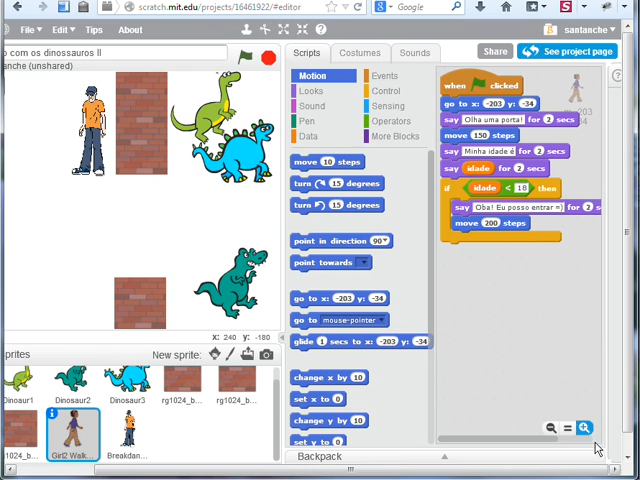 scratch.mit.edu/projects/16461922/#editor
Google
File Edit Tips About
santanche
o com os dinossauros II
anche (unshared)
Scripts Costumes Sounds
Share See project page
Motion Events
Looks Control
Sound Sensing
Pen Operators
Data More Blocks
move 10 steps
turn 15 degrees
turn 15 degrees
point in direction 90
point towards
go to x: -203 y: -34
go to mouse-pointer
glide 1 secs to x: -203 y: -34
change x by 10
set x to 0
change y by 10
set y to 0
when clicked
go to x: -203 y: -34
say Olha uma porta! for 2 secs
move 150 steps
say Minha idade é for 2 secs
say idade for 2 secs
if idade < 18 then
say Oba! Eu posso entrar =) for 2
move 200 steps
x: 240 y: -180
Sprites New sprite:
Dinosaur1 Dinosaur2 Dinosaur3 rg1024_b... rg1024_b...
rg1024_b... Girl2 Walk... Breakdan...
Backpack